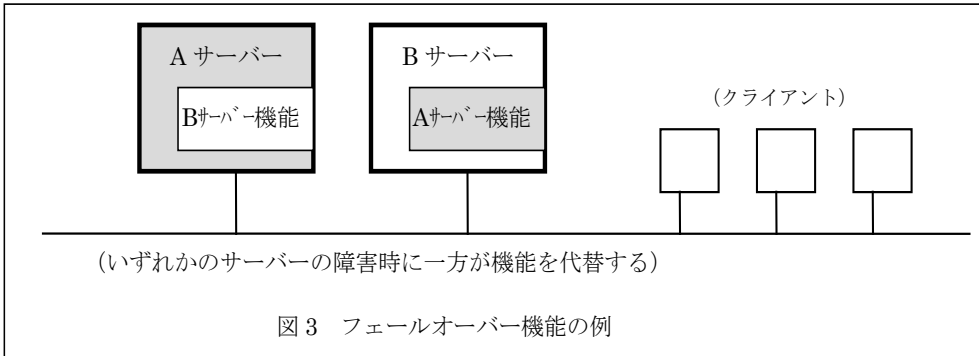 A サーバー
Bｻｰﾊﾞｰ機能
B サーバー
Aｻｰﾊﾞｰ機能
(クライアント)
(いずれかのサーバーの障害時に一方が機能を代替する)
図 3　フェールオーバー機能の例